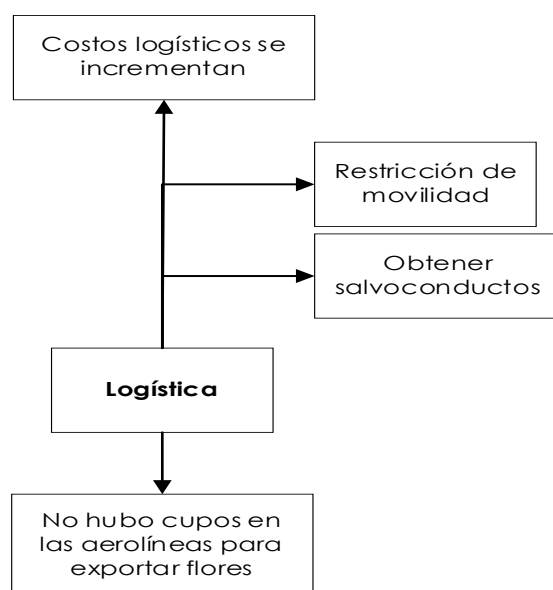 Costos logísticos se
incrementan
Restricción de
movilidad
Obtener
salvoconductos
Logística
No hubo cupos en
las aerolíneas para
exportar flores